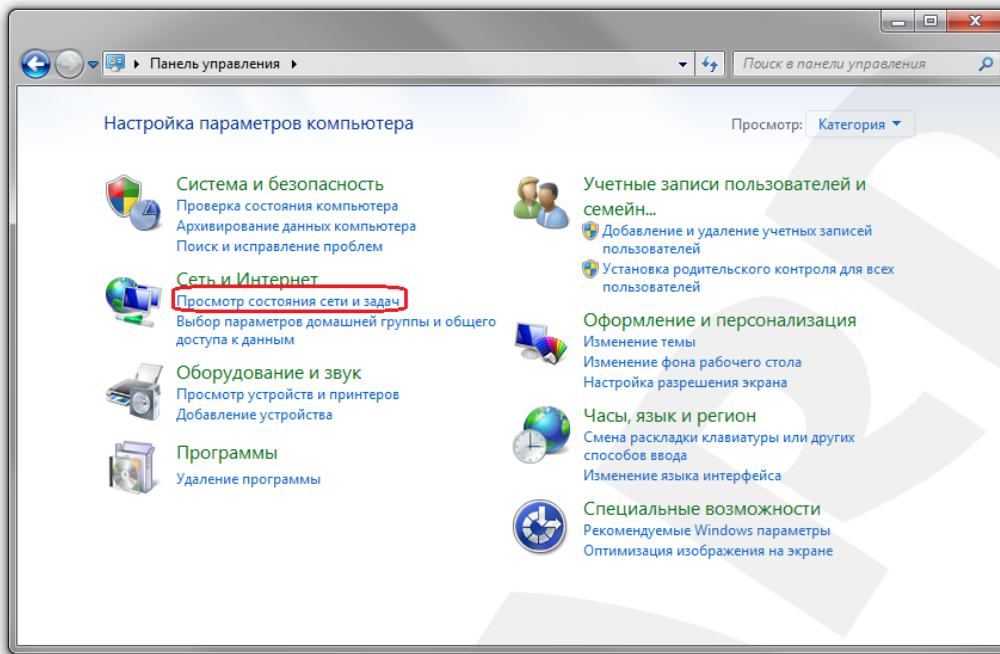 Панель управления
Поиск в панели управления
Настройка параметров компьютера
Просмотр: Категория
Система и безопасность
Проверка состояния компьютера
Архивирование данных компьютера
Поиск и исправление проблем
Сеть и Интернет
Просмотр состояния сети и задач
Выбор параметров домашней группы и общего
доступа к данным
Оборудование и звук
Просмотр устройств и принтеров
Добавление устройства
Программы
Удаление программы
Учетные записи пользователей и
семейн...
Добавление и удаление учетных записей
пользователей
Установка родительского контроля для всех
пользователей
Оформление и персонализация
Изменение темы
Изменение фона рабочего стола
Настройка разрешения экрана
Часы, язык и регион
Смена раскладки клавиатуры или других
способов ввода
Изменение языка интерфейса
Специальные возможности
Рекомендуемые Windows параметры
Оптимизация изображения на экране